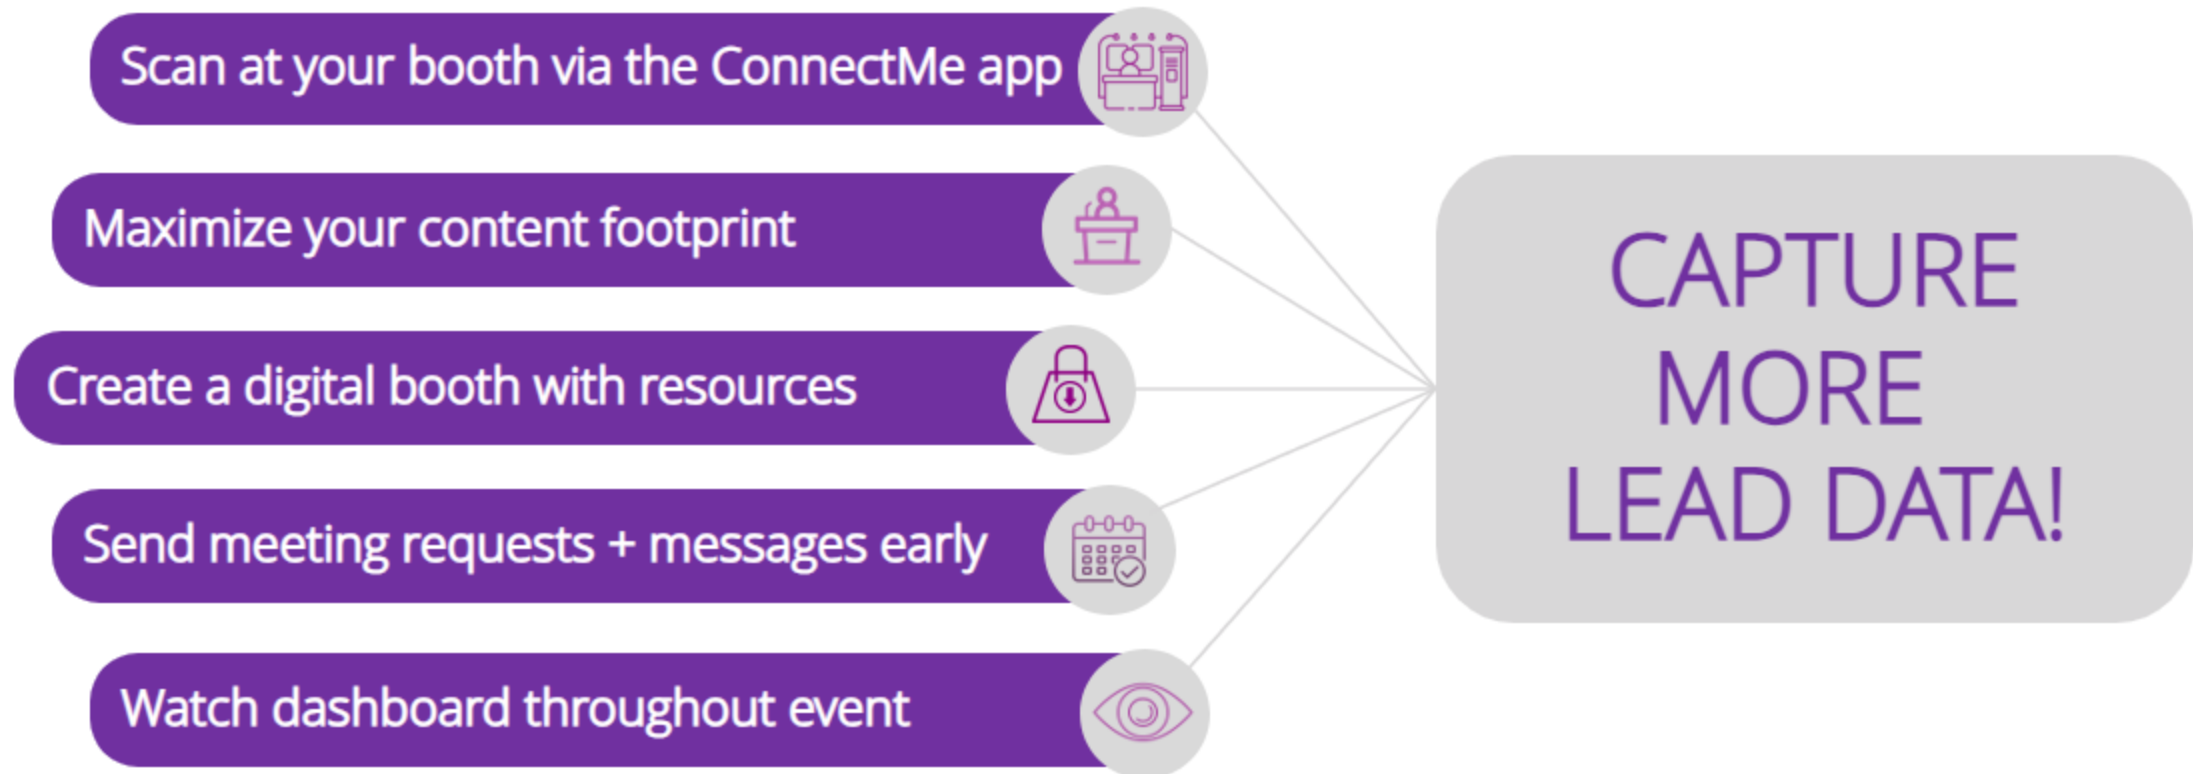 Scan at your booth via the ConnectMe app
Maximize your content footprint
Create a digital booth with resources
Send meeting requests + messages early
Watch dashboard throughout event
CAPTURE
MORE
LEAD DATA!